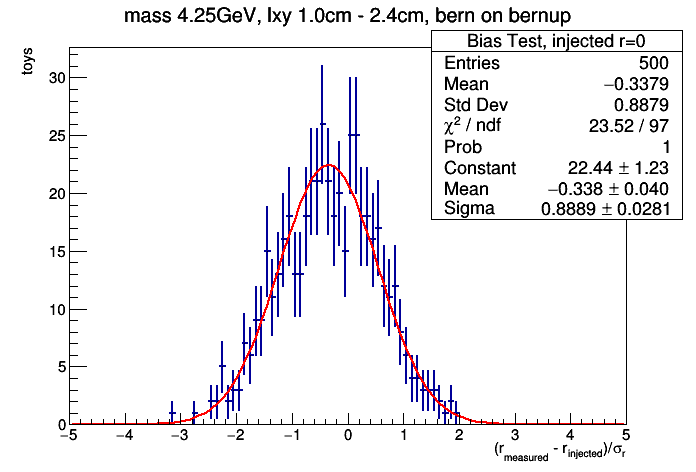 mass 4.25GeV, lxy 1.0cm - 2.4cm, bern on bernup
toys
Bias Test, injected r=0
Entries 500
Mean −0.3379
Std Dev 0.8879
χ² / ndf 23.52 / 97
Prob 1
Constant 22.44 ± 1.23
Mean −0.338 ± 0.040
Sigma 0.8889 ± 0.0281
30
25
20
15
10
5
0
−5 −4 −3 −2 −1 0 1 2 3 4 5
(r_measured - r_injected)/σ_r